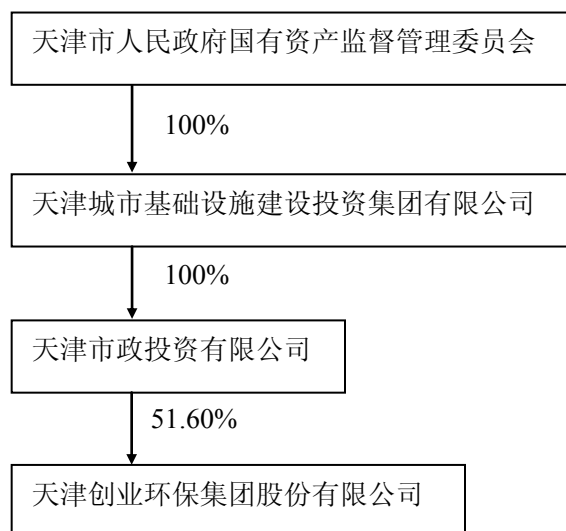 天津市人民政府国有资产监督管理委员会
100%
天津城市基础设施建设投资集团有限公司
100%
天津市政投资有限公司
51.60%
天津创业环保集团股份有限公司